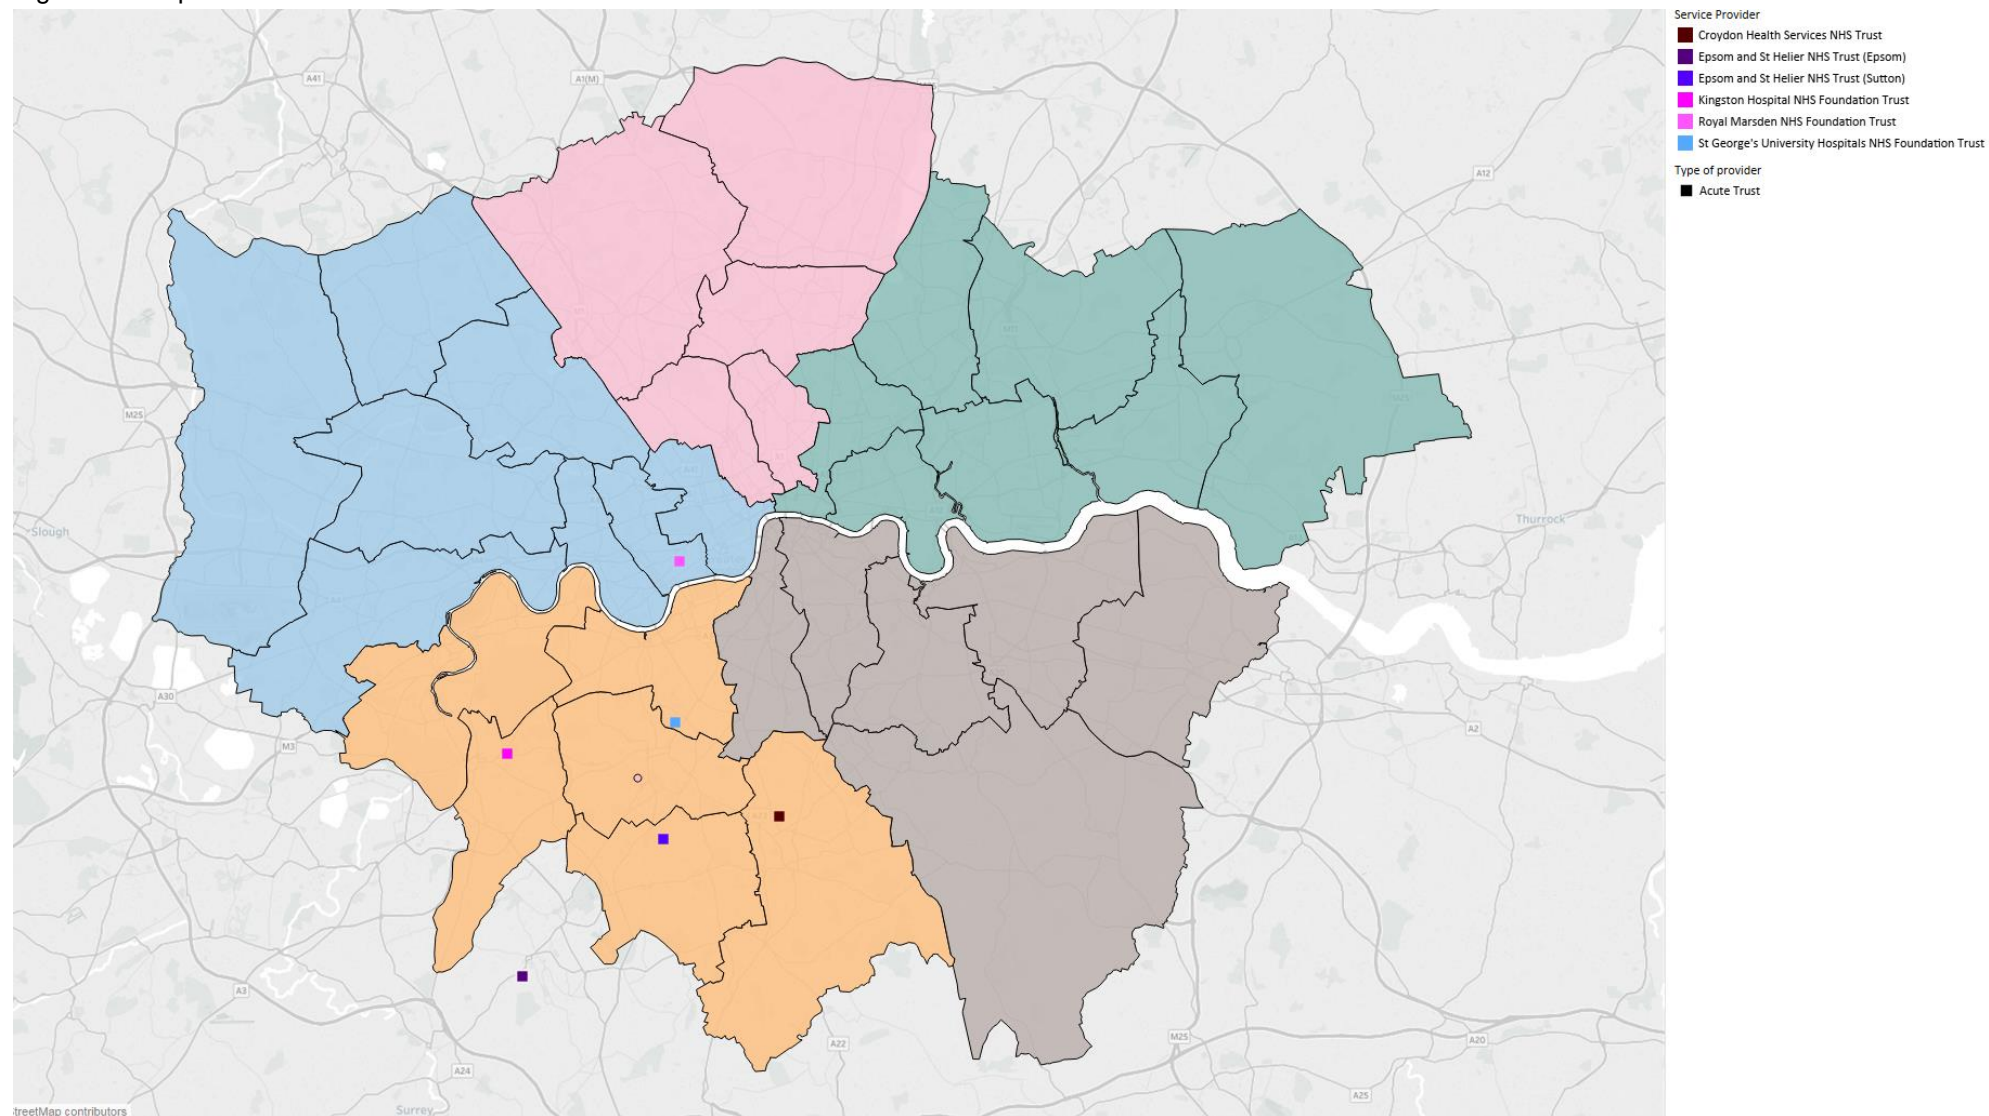 A41
A1(M)
A12
M25
Slough
Thurrock
A30
M3
A2
A3
A22
M25
A20
A24
A25
Surrey
treetMap contributors
Service Provider
Croydon Health Services NHS Trust
Epsom and St Helier NHS Trust (Epsom)
Epsom and St Helier NHS Trust (Sutton)
Kingston Hospital NHS Foundation Trust
Royal Marsden NHS Foundation Trust
St George's University Hospitals NHS Foundation Trust
Type of provider
Acute Trust